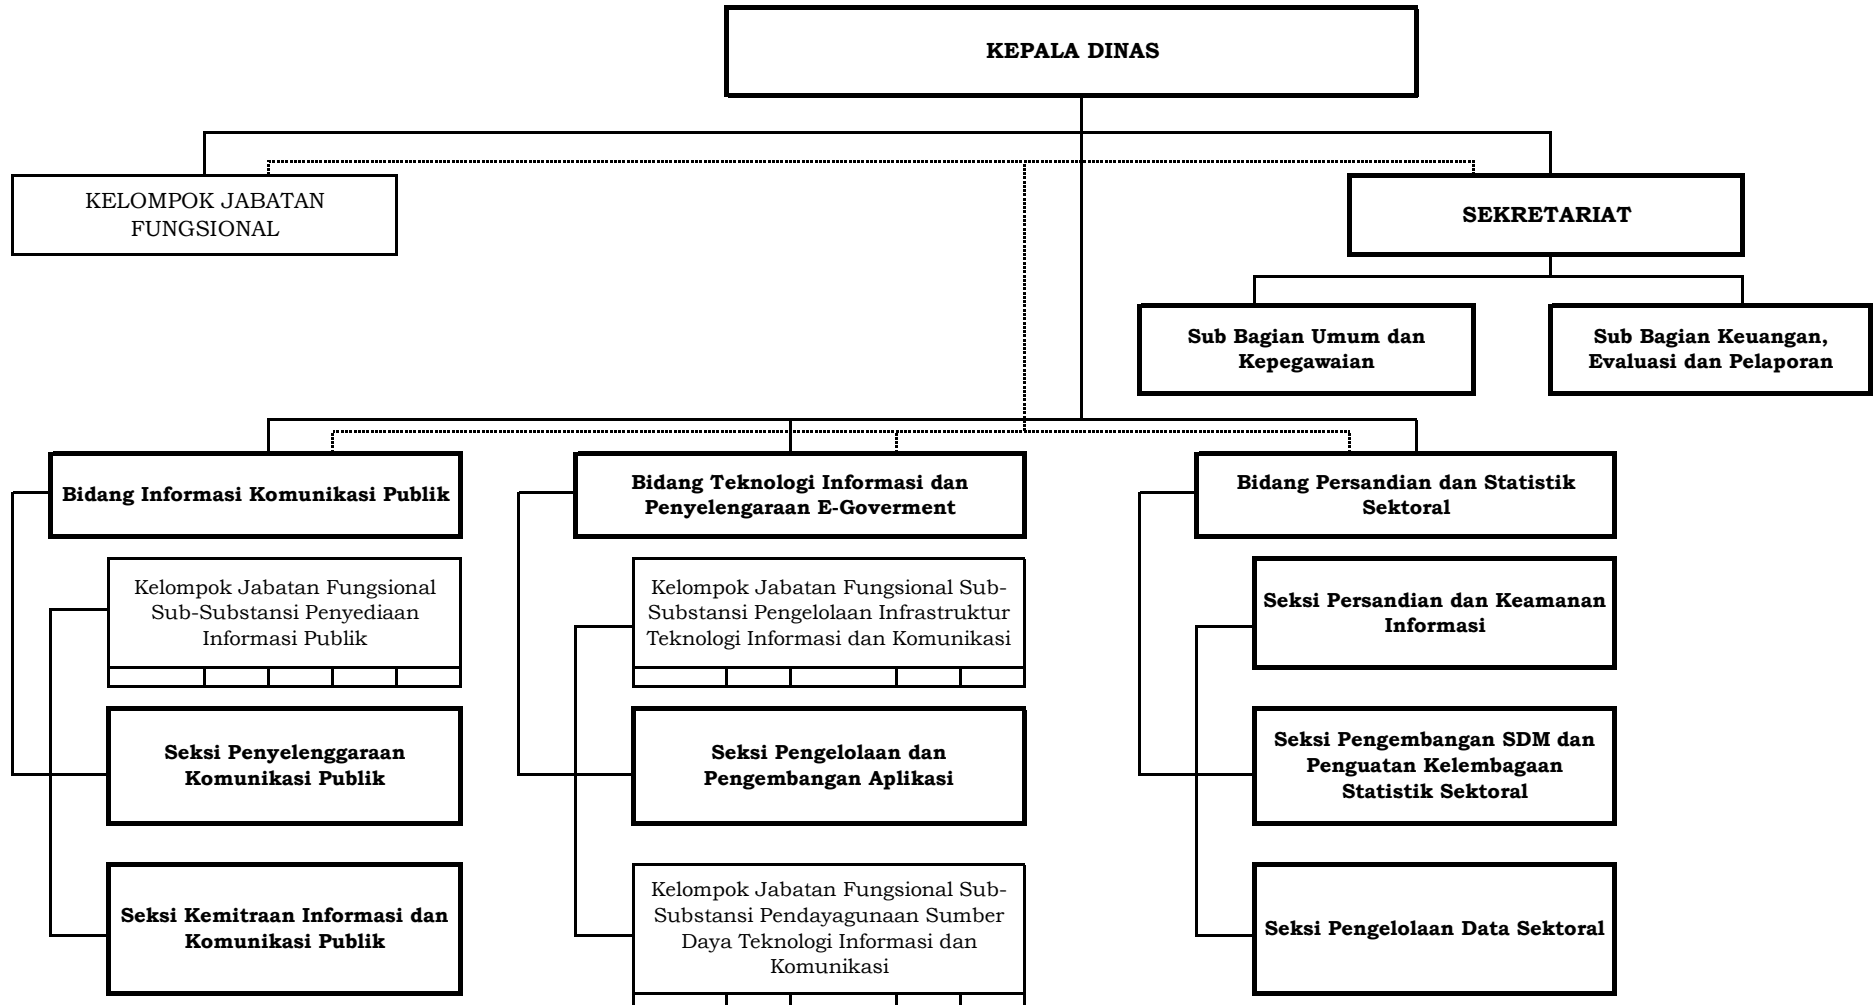 KEPALA DINAS
KELOMPOK JABATAN
FUNGSIONAL
SEKRETARIAT
Sub Bagian Umum dan
Kepegawaian
Sub Bagian Keuangan,
Evaluasi dan Pelaporan
Bidang Informasi Komunikasi Publik
Bidang Teknologi Informasi dan
Penyelengaraan E-Goverment
Bidang Persandian dan Statistik
Sektoral
Kelompok Jabatan Fungsional
Sub-Substansi Penyediaan
Informasi Publik
Kelompok Jabatan Fungsional Sub-
Substansi Pengelolaan Infrastruktur
Teknologi Informasi dan Komunikasi
Seksi Persandian dan Keamanan
Informasi
Seksi Penyelenggaraan
Komunikasi Publik
Seksi Pengelolaan dan
Pengembangan Aplikasi
Seksi Pengembangan SDM dan
Penguatan Kelembagaan
Statistik Sektoral
Seksi Kemitraan Informasi dan
Komunikasi Publik
Kelompok Jabatan Fungsional Sub-
Substansi Pendayagunaan Sumber
Daya Teknologi Informasi dan
Komunikasi
Seksi Pengelolaan Data Sektoral